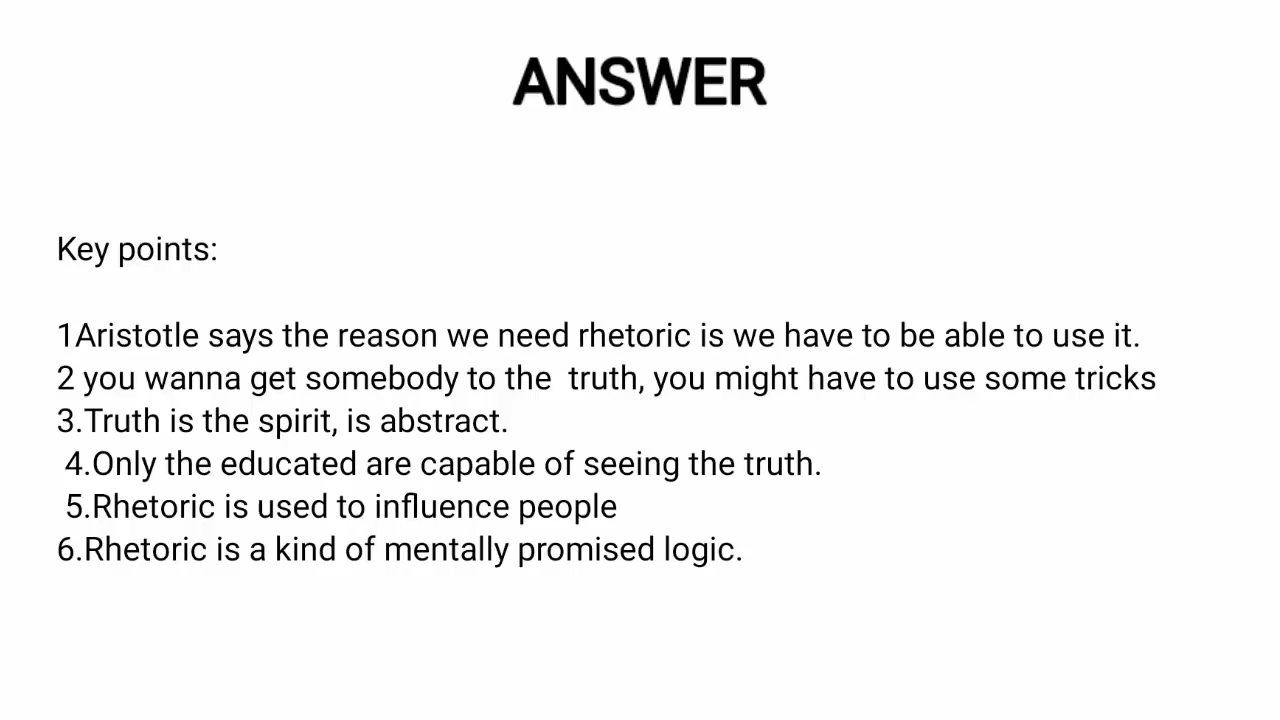 ANSWER
Key points:
1Aristotle says the reason we need rhetoric is we have to be able to use it.
2 you wanna get somebody to the  truth, you might have to use some tricks
3.Truth is the spirit, is abstract.
4.Only the educated are capable of seeing the truth.
5.Rhetoric is used to influence people
6.Rhetoric is a kind of mentally promised logic.